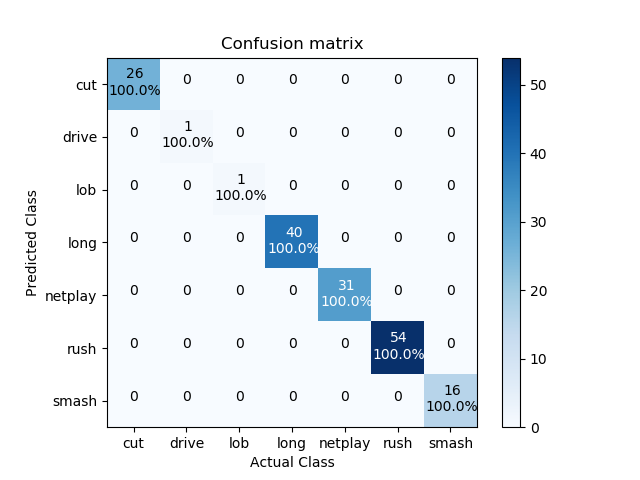 Confusion matrix
Predicted Class
cut 26 0 0 0 0 0 0
100.0%
drive 0 1 0 0 0 0 0
100.0%
lob 0 0 1 0 0 0 0
100.0%
long 0 0 0 40 0 0 0
100.0%
netplay 0 0 0 0 31 0 0
100.0%
rush 0 0 0 0 0 54 0
100.0%
smash 0 0 0 0 0 0 16
100.0%
cut drive lob long netplay rush smash
Actual Class
50
40
30
20
10
0